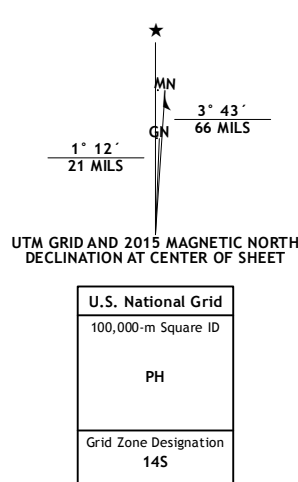 ★
MN
3° 43´
66 MILS
GN
1° 12´
21 MILS
UTM GRID AND 2015 MAGNETIC NORTH
DECLINATION AT CENTER OF SHEET
U.S. National Grid
100,000-m Square ID
PH
Grid Zone Designation
14S